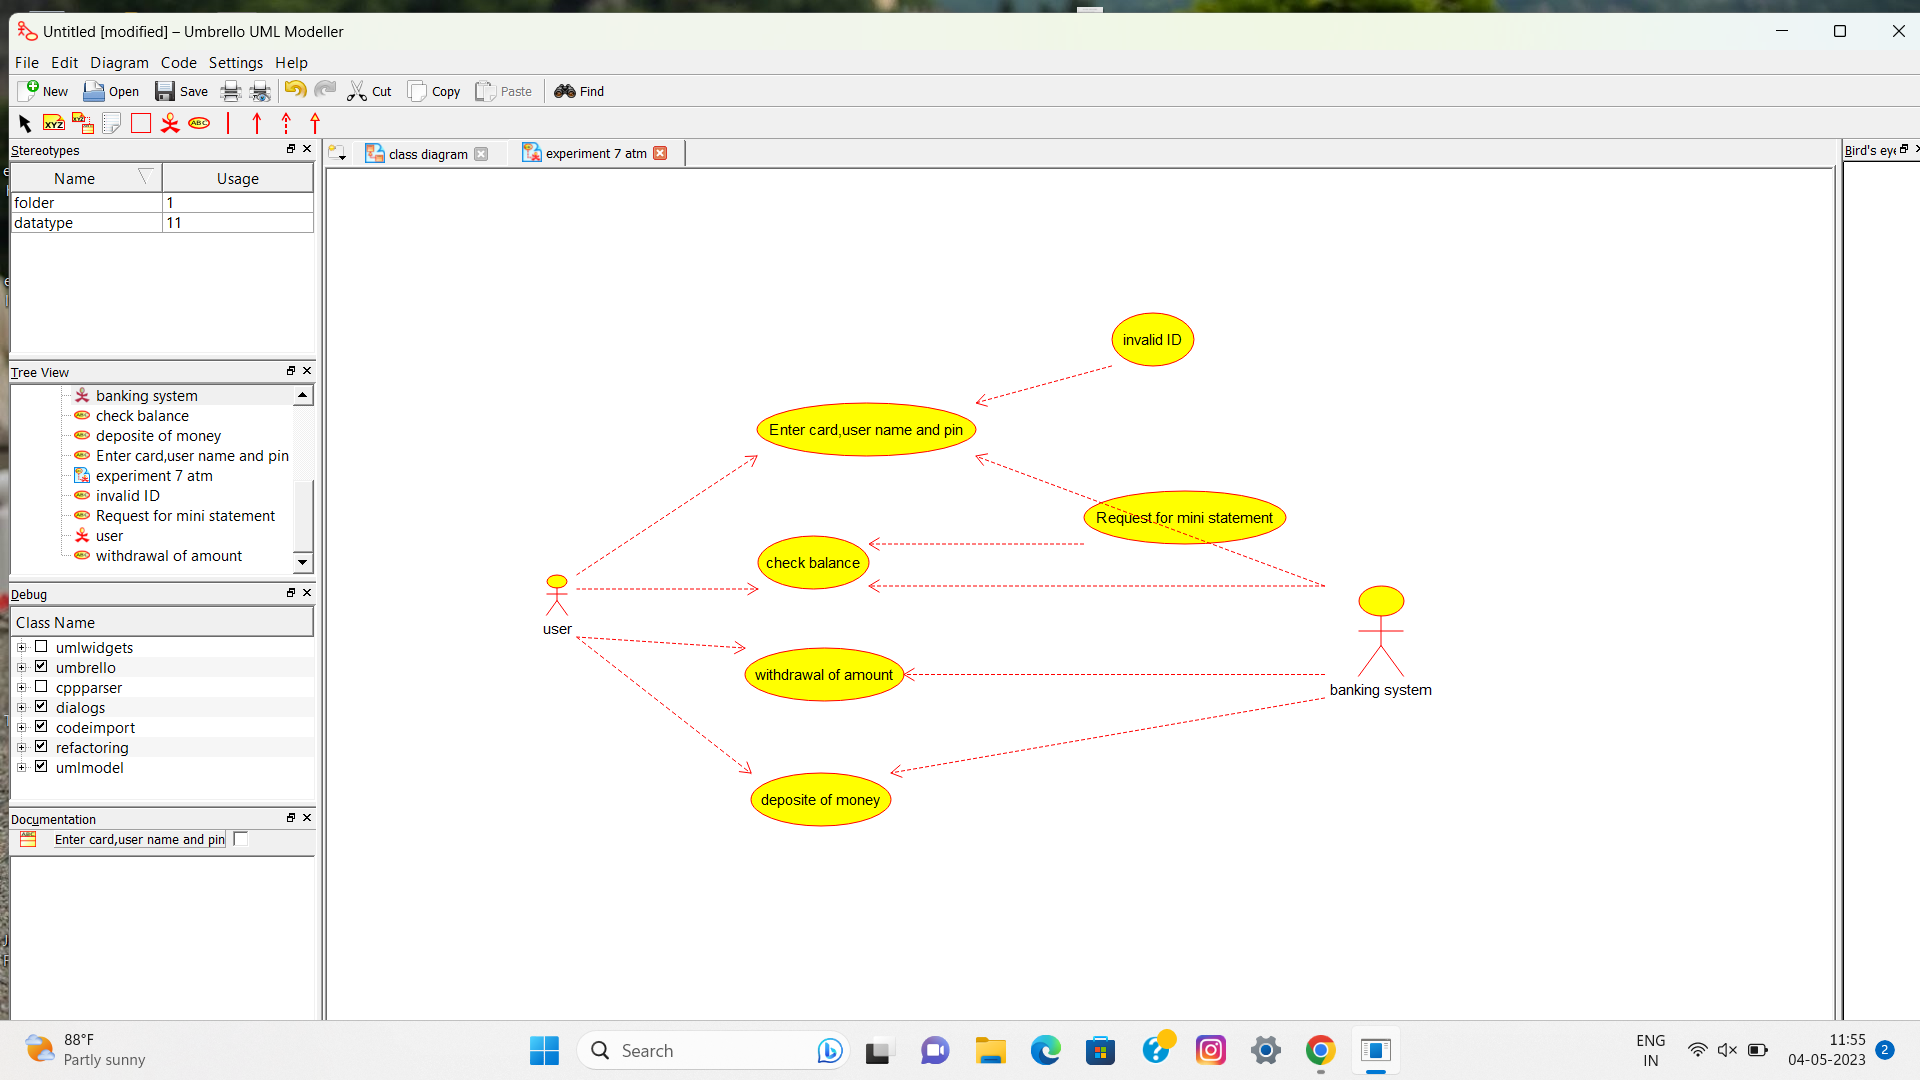 Untitled [modified] – Umbrello UML Modeller
File Edit Diagram Code Settings Help
New Open Save Cut Copy Paste Find
XYZ XYZ ABC
Stereotypes
Name Usage
folder 1
datatype 11
Tree View
banking system
check balance
deposite of money
Enter card,user name and pin
experiment 7 atm
invalid ID
Request for mini statement
user
withdrawal of amount
Debug
Class Name
umlwidgets
umbrello
cppparser
dialogs
codeimport
refactoring
umlmodel
Documentation
Enter card,user name and pin
class diagram experiment 7 atm
Bird's eye
invalid ID
Enter card,user name and pin
Request for mini statement
check balance
user
withdrawal of amount
banking system
deposite of money
88°F
Partly sunny
Search
ENG
IN
11:55
04-05-2023
2